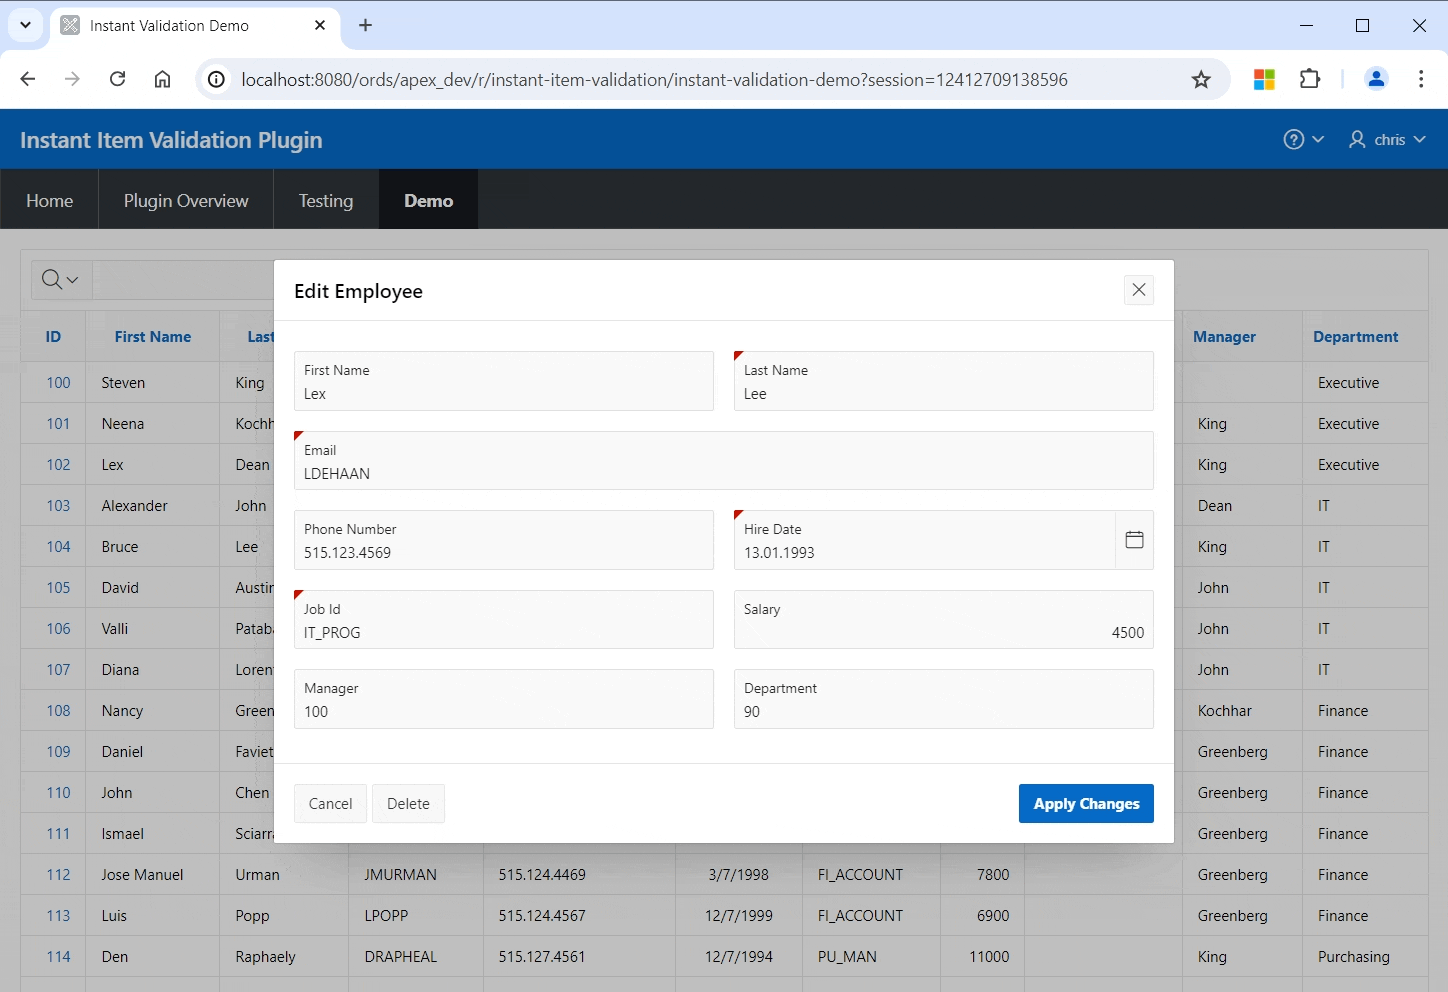 Instant Validation Demo
localhost:8080/ords/apex_dev/r/instant-item-validation/instant-validation-demo?session=12412709138596
Instant Item Validation Plugin
chris
Home Plugin Overview Testing Demo
Edit Employee
First Name
Lex
Last Name
Lee
Email
LDEHAAN
Phone Number
515.123.4569
Hire Date
13.01.1993
Job Id
IT_PROG
Salary
4500
Manager
100
Department
90
Cancel Delete Apply Changes
ID First Name Last Manager Department
100 Steven King Executive
101 Neena Kochh King Executive
102 Lex Dean King Executive
103 Alexander John Dean IT
104 Bruce Lee King IT
105 David Austin John IT
106 Valli Pataba John IT
107 Diana Loren John IT
108 Nancy Green Kochhar Finance
109 Daniel Faviet Greenberg Finance
110 John Chen Greenberg Finance
111 Ismael Sciarra Greenberg Finance
112 Jose Manuel Urman JMURMAN 515.124.4469 3/7/1998 FI_ACCOUNT 7800 Greenberg Finance
113 Luis Popp LPOPP 515.124.4567 12/7/1999 FI_ACCOUNT 6900 Greenberg Finance
114 Den Raphaely DRAPHEAL 515.127.4561 12/7/1994 PU_MAN 11000 King Purchasing